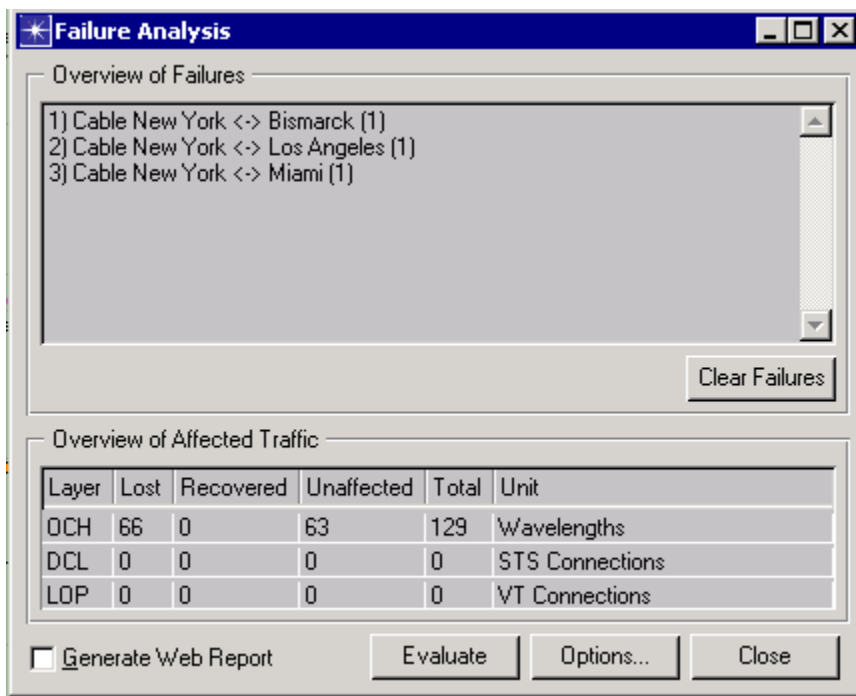 Failure Analysis
Overview of Failures
1) Cable New York <-> Bismarck (1)
2) Cable New York <-> Los Angeles (1)
3) Cable New York <-> Miami (1)
Clear Failures
Overview of Affected Traffic
Layer Lost Recovered Unaffected Total Unit
OCH 66 0 63 129 Wavelengths
DCL 0 0 0 0 STS Connections
LOP 0 0 0 0 VT Connections
Generate Web Report Evaluate Options... Close